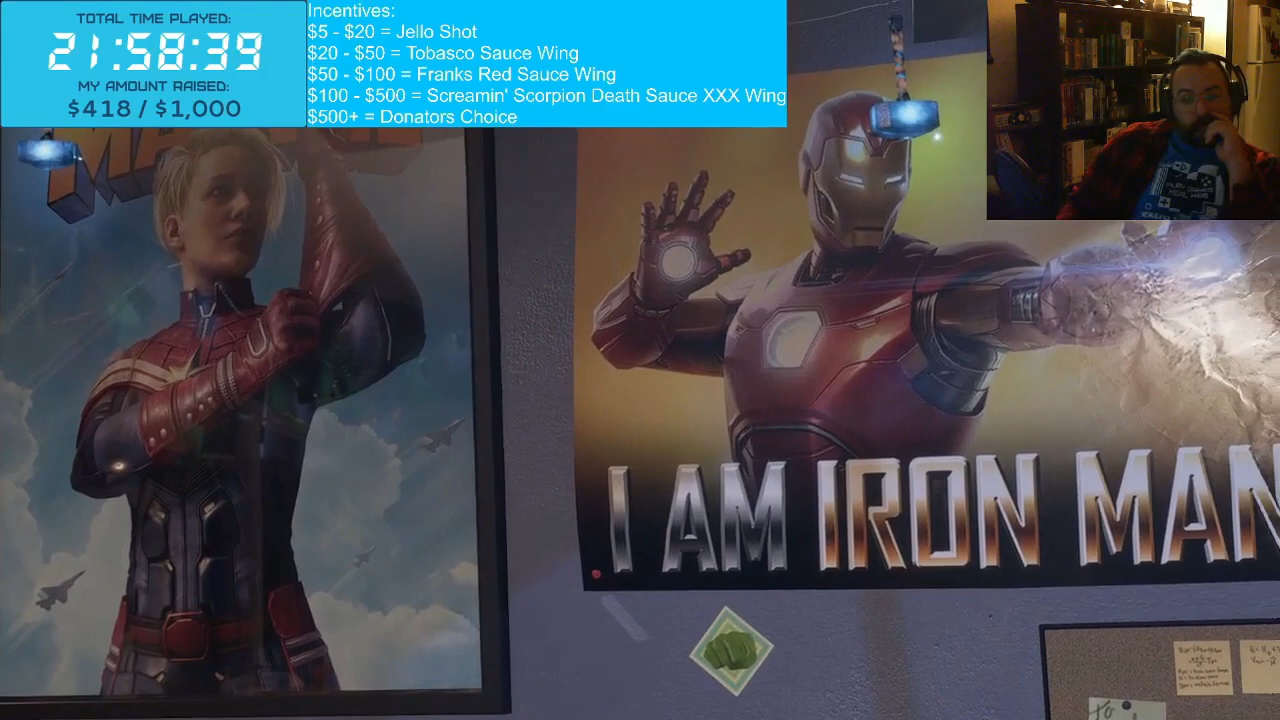 TOTAL TIME PLAYED:
21:58:39
MY AMOUNT RAISED:
$418 / $1,000
Incentives:
$5 - $20 = Jello Shot
$20 - $50 = Tobasco Sauce Wing
$50 - $100 = Franks Red Sauce Wing
$100 - $500 = Screamin' Scorpion Death Sauce XXX Wing
$500+ = Donators Choice
I AM IRON MAN